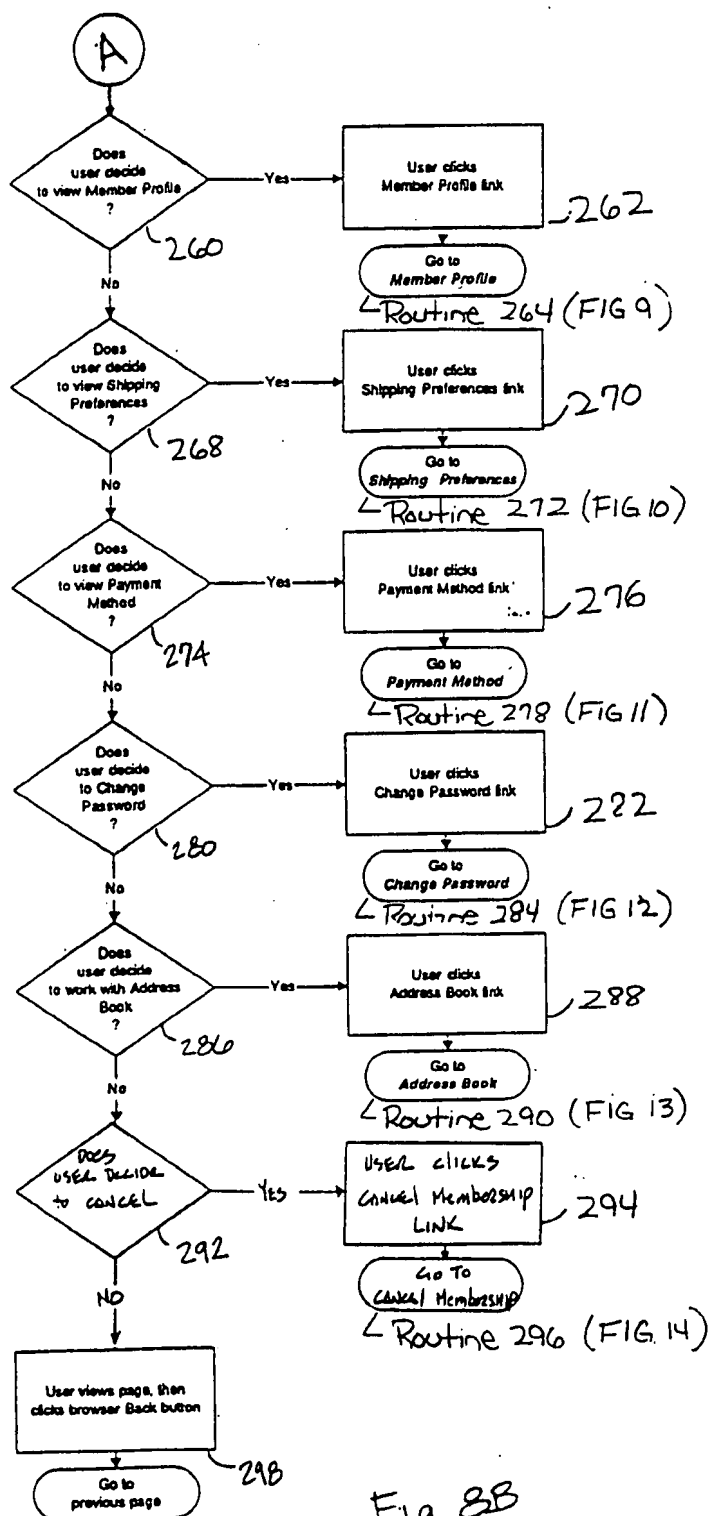 A
Does
user decide
to view Member Profile
?
260
Yes
User clicks
Member Profile link
262
Go to
Member Profile
Routine 264 (FIG 9)
No
Does
user decide
to view Shipping
Preferences
?
268
Yes
User clicks
Shipping Preferences link
270
Go to
Shipping Preferences
Routine 272 (FIG. 10)
No
Does
user decide
to view Payment
Method
?
274
Yes
User clicks
Payment Method link
276
Go to
Payment Method
Routine 278 (FIG 11)
No
Does
user decide
to Change
Password
?
280
Yes
User clicks
Change Password link
282
Go to
Change Password
Routine 284 (FIG 12)
No
Does
user decide
to work with Address
Book
?
286
Yes
User clicks
Address Book link
288
Go to
Address Book
Routine 290 (FIG 13)
No
DOES
USER DECIDE
to CANCEL
292
YES
USER clicks
CANCEL MEMBERSHIP
LINK
294
GO TO
CANCEL MEMBERSHIP
Routine 296 (FIG. 14)
NO
User views page, then
clicks browser Back button
298
Go to
previous page
Fig. 8B